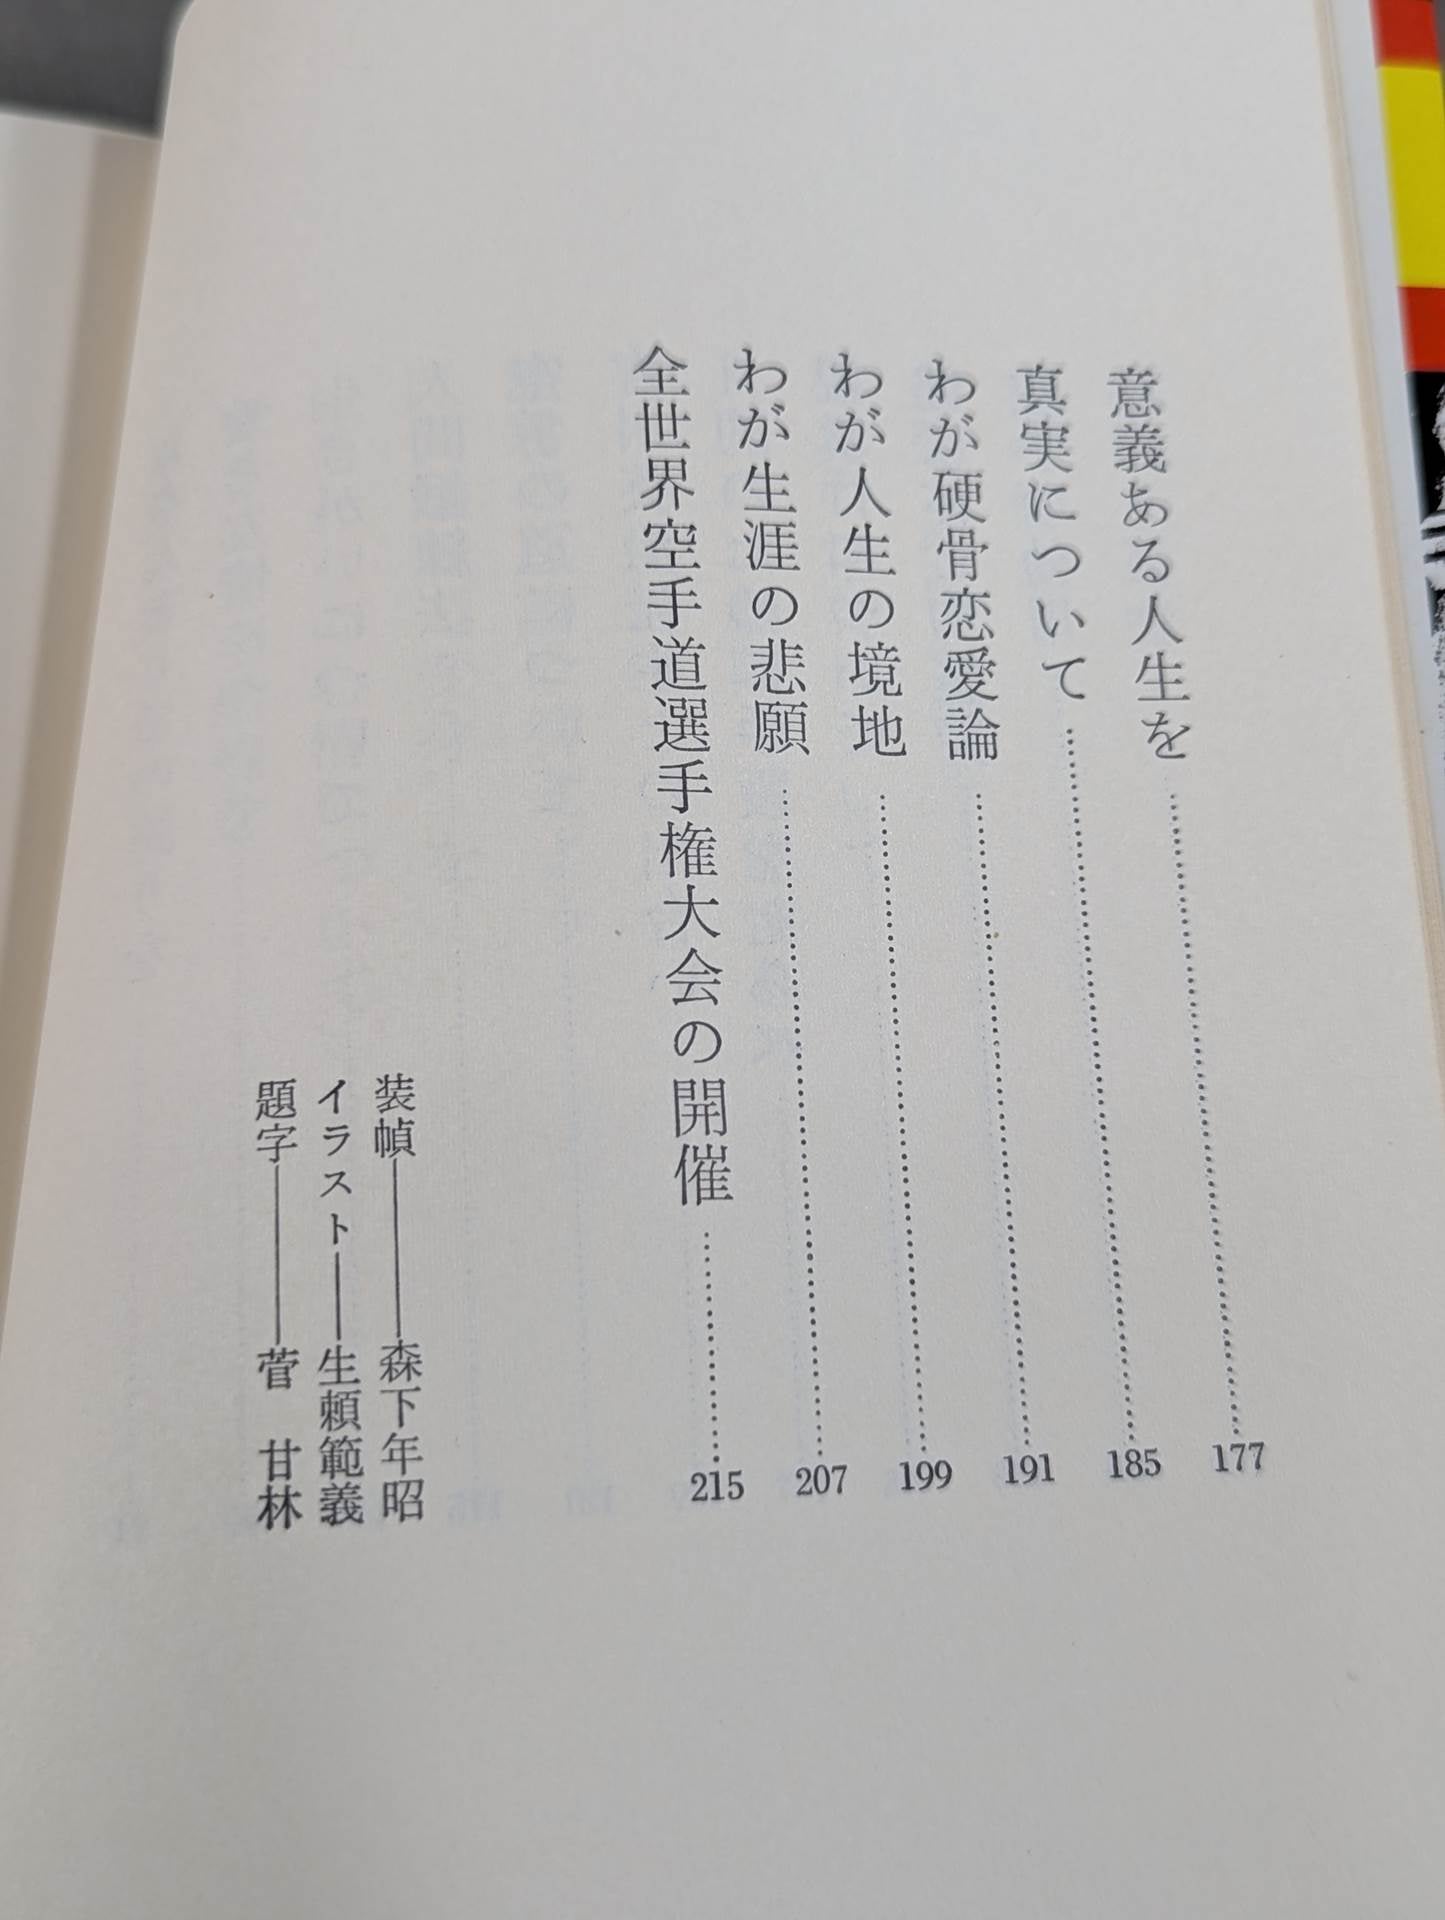 意義ある人生を……………177
真実について……………185
わが硬骨恋愛論……………191
わが人生の境地……………199
わが生涯の悲願……………207
全世界空手道選手権大会の開催……………215
装幀――森下年昭
イラスト――生頼範義
題字――菅　甘林